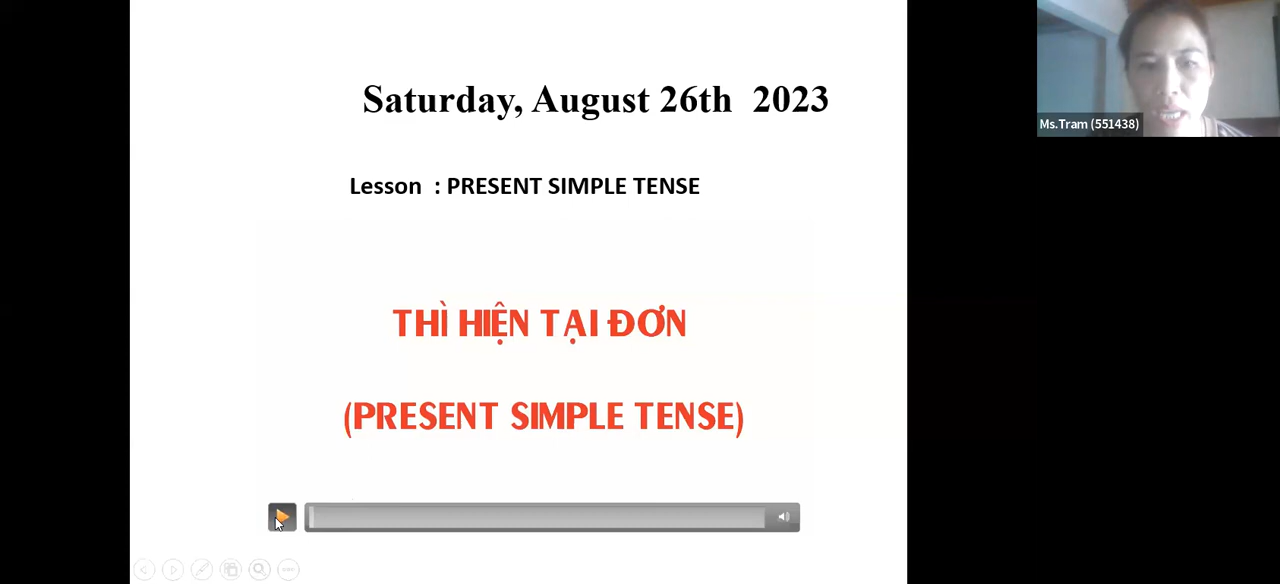 Saturday, August 26th 2023
Ms.Tram (551438)
Lesson : PRESENT SIMPLE TENSE
THÌ HIỆN TẠI ĐƠN
(PRESENT SIMPLE TENSE)